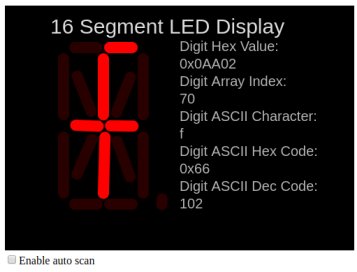 16 Segment LED Display
Digit Hex Value:
0x0AA02
Digit Array Index:
70
Digit ASCII Character:
f
Digit ASCII Hex Code:
0x66
Digit ASCII Dec Code:
102
Enable auto scan